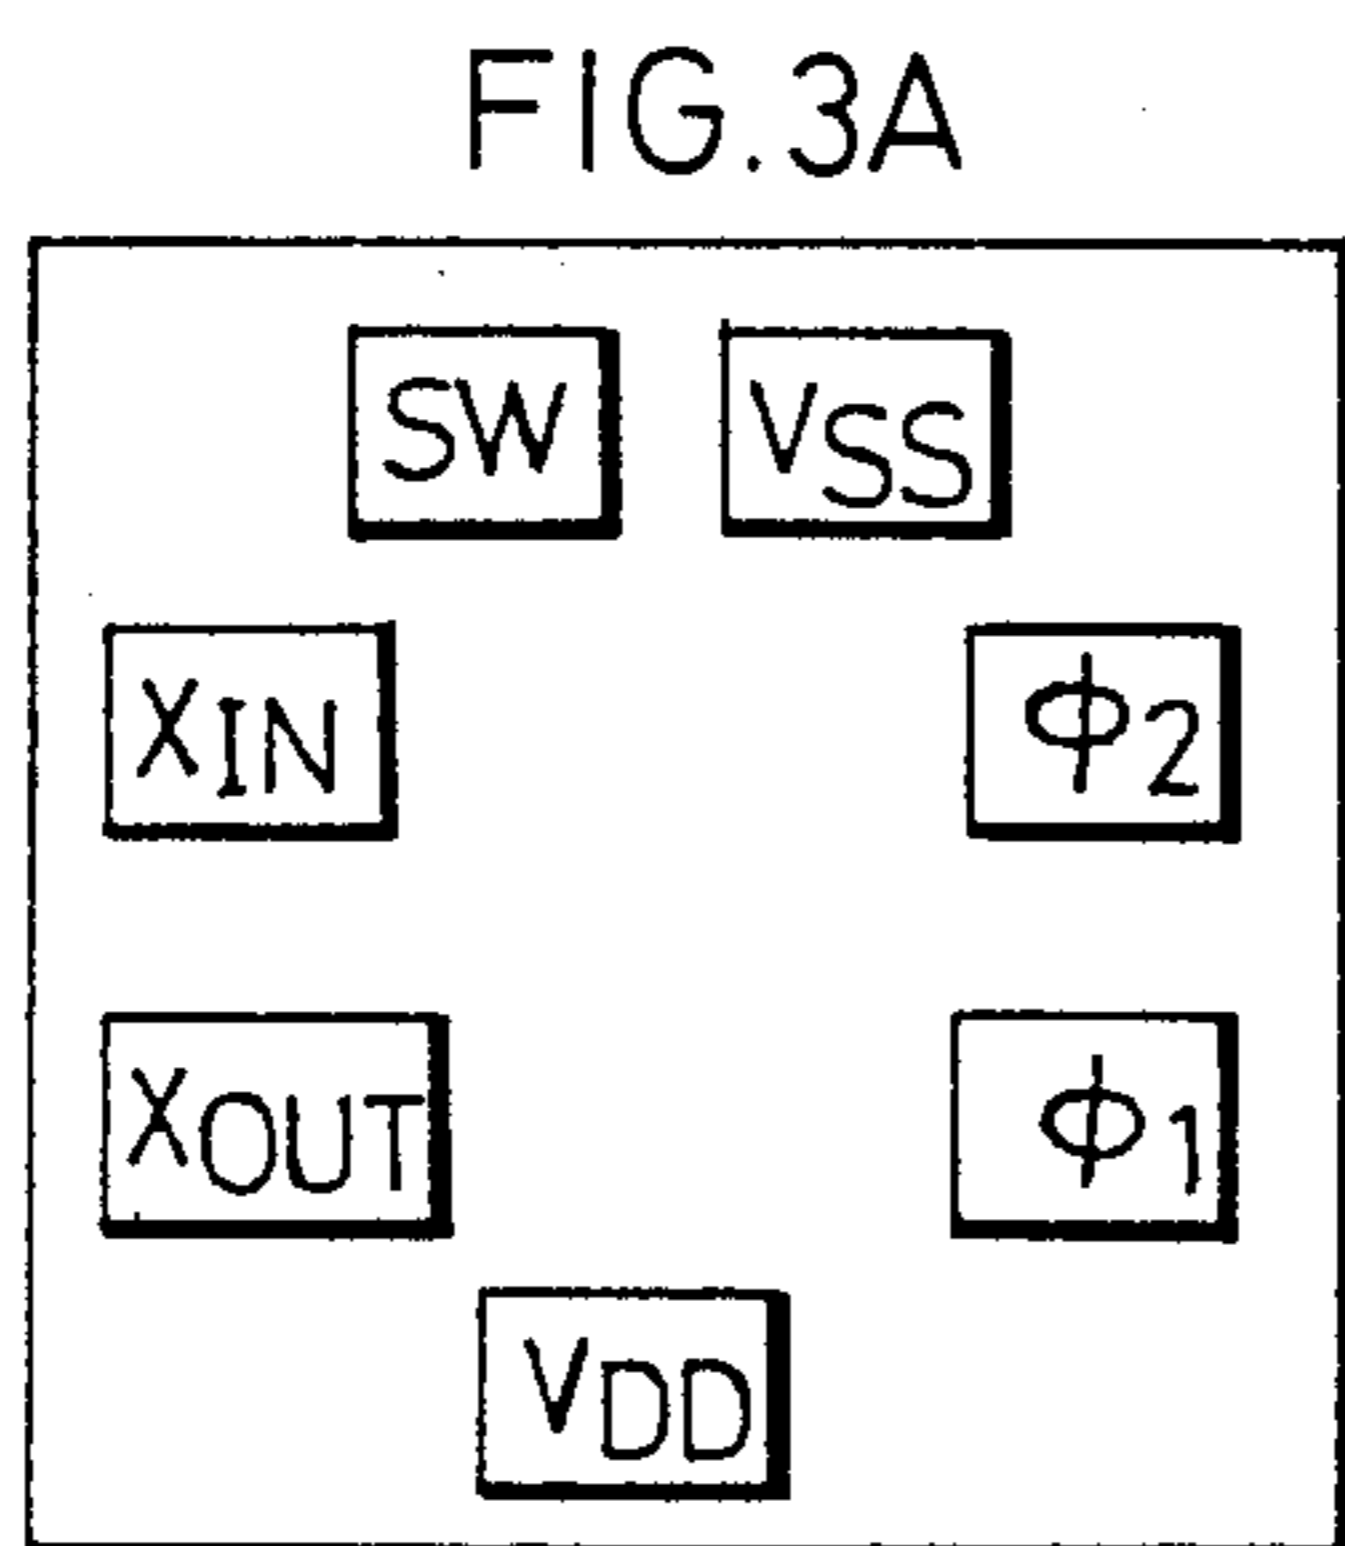 FIG.3A
SW VSS
XIN ϕ2
XOUT ϕ1
VDD